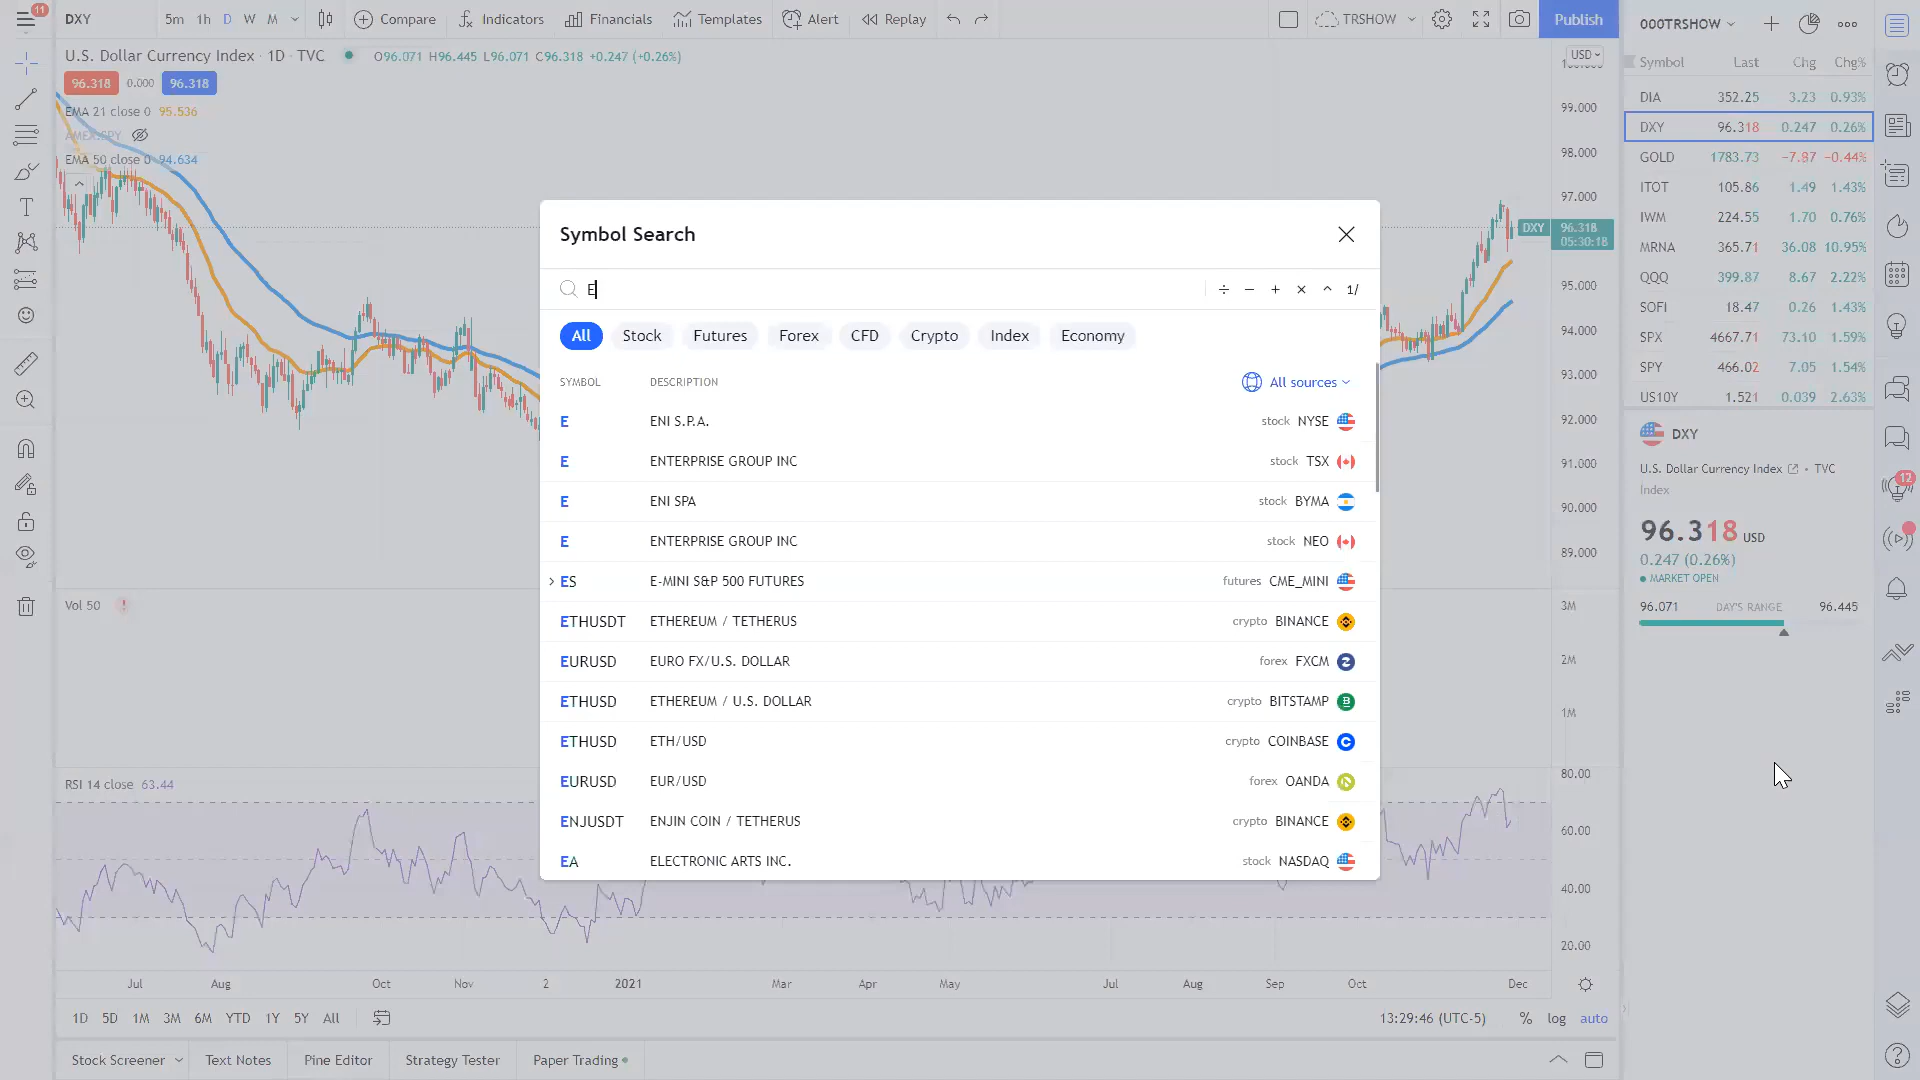 11
DXY 5m 1h D W M Compare Indicators Financials Templates Alert Replay TRSHOW Publish
U.S. Dollar Currency Index · 1D · TVC O96.071 H96.445 L96.071 C96.318 +0.247 (+0.26%)
96.318 0.000 96.318
EMA 21 close 0 95.536
AMEX:SPY
EMA 50 close 0 94.634
USD
99.000
98.000
97.000
DXY 96.318
05:30:18
95.000
94.000
93.000
92.000
91.000
90.000
89.000
Vol 50 !
3M
2M
1M
RSI 14 close 63.44
80.00
60.00
40.00
20.00
Jul Aug Oct Nov 2 2021 Mar Apr May Jul Aug Sep Oct Dec
1D 5D 1M 3M 6M YTD 1Y 5Y All 13:29:46 (UTC-5) % log auto
Stock Screener Text Notes Pine Editor Strategy Tester Paper Trading
Symbol Search
E ÷ − + × ^ 1/
All Stock Futures Forex CFD Crypto Index Economy
SYMBOL DESCRIPTION All sources
E ENI S.P.A. stock NYSE
E ENTERPRISE GROUP INC stock TSX
E ENI SPA stock BYMA
E ENTERPRISE GROUP INC stock NEO
ES E-MINI S&P 500 FUTURES futures CME_MINI
ETHUSDT ETHEREUM / TETHERUS crypto BINANCE
EURUSD EURO FX/U.S. DOLLAR forex FXCM
ETHUSD ETHEREUM / U.S. DOLLAR crypto BITSTAMP
ETHUSD ETH/USD crypto COINBASE
EURUSD EUR/USD forex OANDA
ENJUSDT ENJIN COIN / TETHERUS crypto BINANCE
EA ELECTRONIC ARTS INC. stock NASDAQ
000TRSHOW
Symbol Last Chg Chg%
DIA 352.25 3.23 0.93%
DXY 96.318 0.247 0.26%
GOLD 1783.73 −7.87 −0.44%
ITOT 105.86 1.49 1.43%
IWM 224.55 1.70 0.76%
MRNA 365.71 36.08 10.95%
QQQ 399.87 8.67 2.22%
SOFI 18.47 0.26 1.43%
SPX 4667.71 73.10 1.59%
SPY 466.02 7.05 1.54%
US10Y 1.521 0.039 2.63%
DXY
U.S. Dollar Currency Index • TVC
Index
96.318 USD
0.247 (0.26%)
MARKET OPEN
96.071 DAY'S RANGE 96.445
12